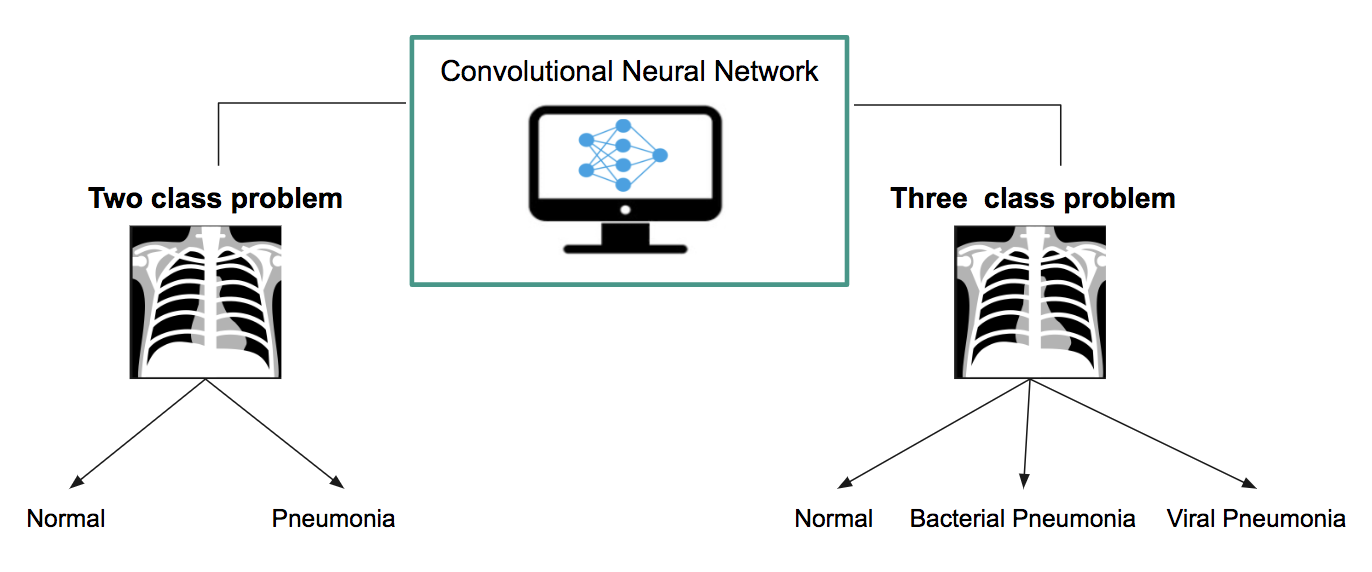 Convolutional Neural Network
Two class problem
Three  class problem
Normal
Pneumonia
Normal
Bacterial Pneumonia
Viral Pneumonia